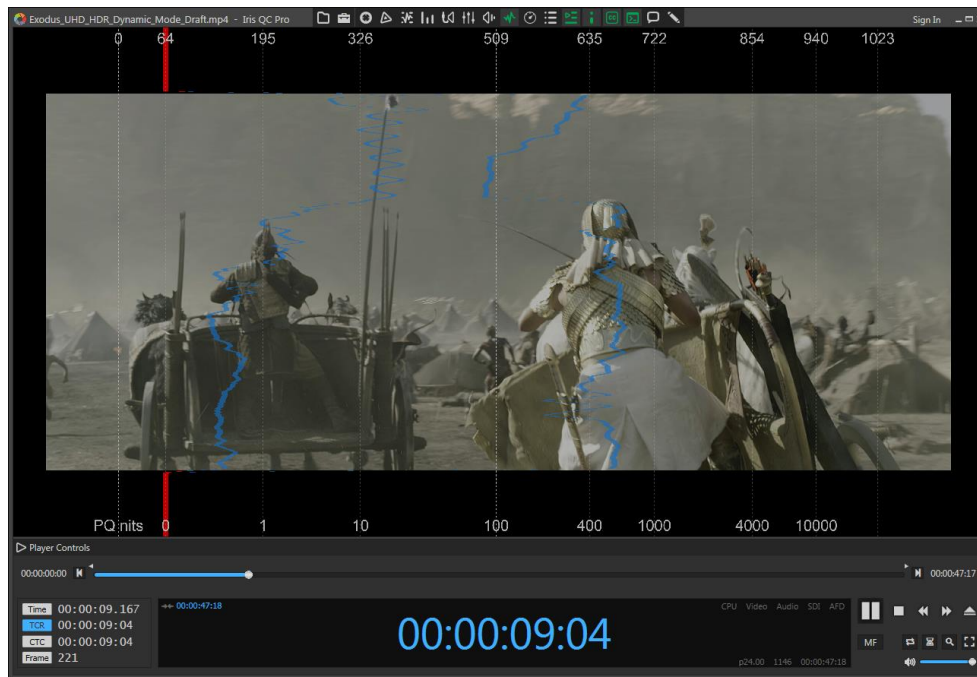 Exodus_UHD_HDR_Dynamic_Mode_Draft.mp4 - Iris QC Pro
Sign In
0 64 195 326 509 635 722 854 940 1023
PQ nits 0 1 10 100 400 1000 4000 10000
Player Controls
00:00:00:00
00:00:47:17
Time 00:00:09.167
TCR 00:00:09:04
CTC 00:00:09:04
Frame 221
00:00:47:18
CPU Video Audio SDI AFD
00:00:09:04
p24.00 1146 00:00:47:18
MF